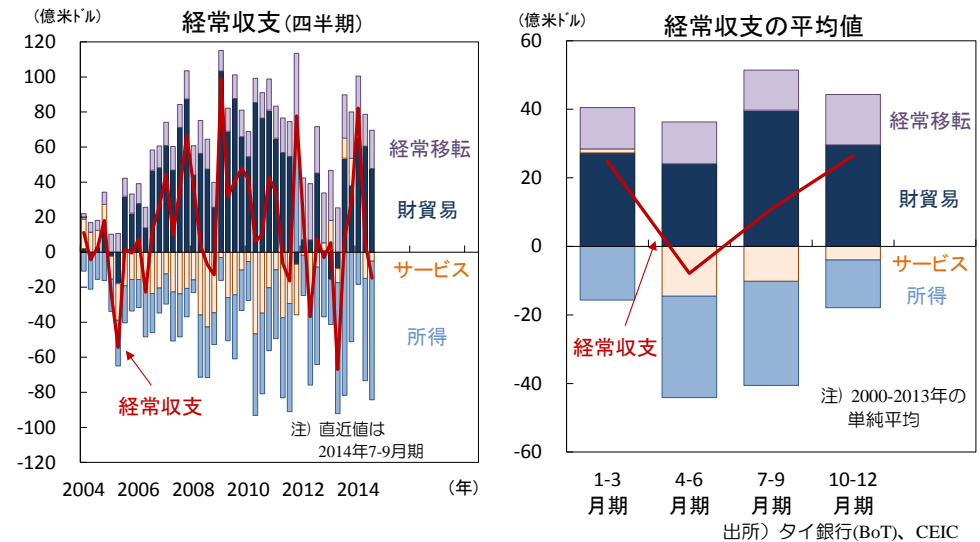 (億米ドル)
経常収支(四半期)
120
100
80
60
40
20
0
-20
-40
-60
-80
-100
-120
経常移転
財貿易
サービス
所得
経常収支
注) 直近値は
2014年7-9月期
2004 2006 2008 2010 2012 2014 (年)
(億米ドル)
経常収支の平均値
60
40
20
0
-20
-40
-60
経常移転
財貿易
サービス
所得
経常収支
注) 2000-2013年の
単純平均
1-3 4-6 7-9 10-12
月期 月期 月期 月期
出所）タイ銀行(BoT)、CEIC